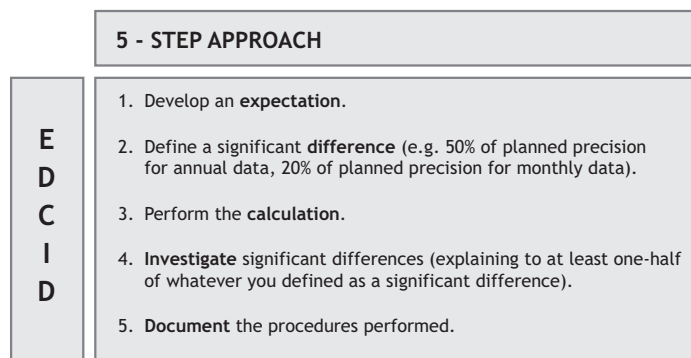 5 - STEP APPROACH
E
D
C
I
D
1. Develop an expectation.
2. Define a significant difference (e.g. 50% of planned precision
for annual data, 20% of planned precision for monthly data).
3. Perform the calculation.
4. Investigate significant differences (explaining to at least one-half
of whatever you defined as a significant difference).
5. Document the procedures performed.